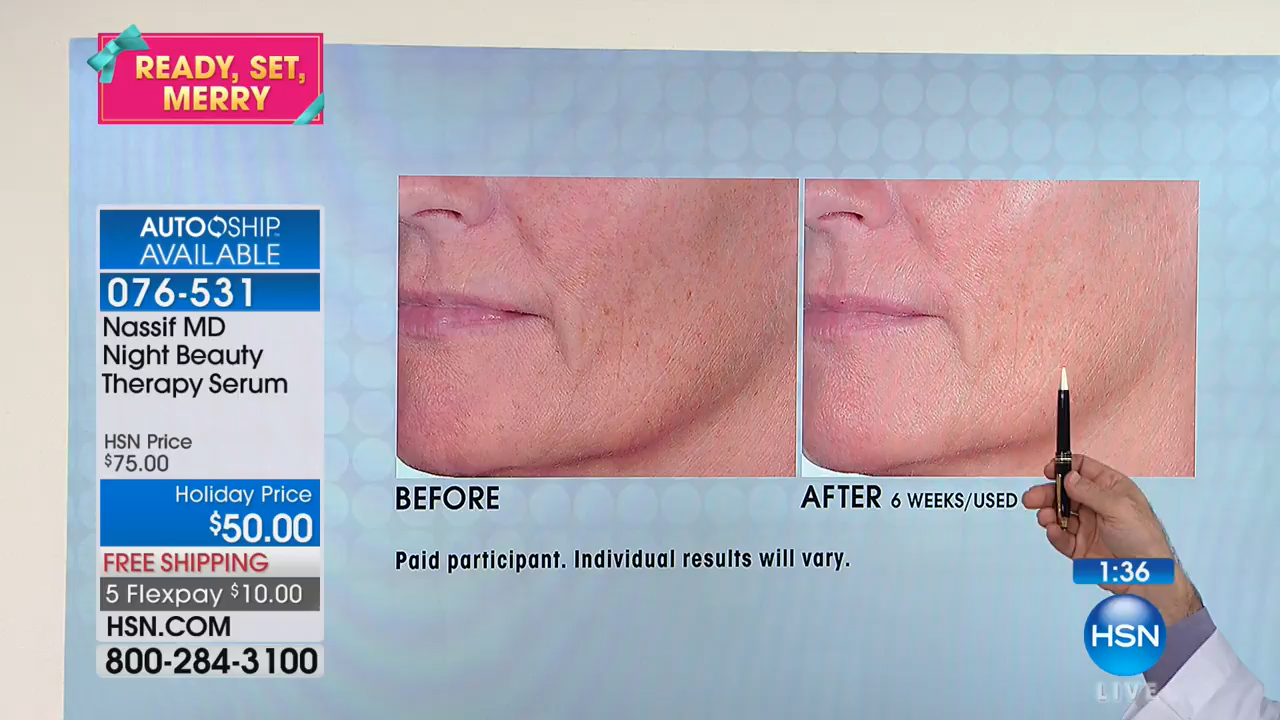 READY, SET,
MERRY
AUTO SHIP
AVAILABLE
076-531
Nassif MD
Night Beauty
Therapy Serum
HSN Price
$75.00
Holiday Price
$50.00
FREE SHIPPING
5 Flexpay $10.00
HSN.COM
800-284-3100
BEFORE
AFTER 6 WEEKS/USED
Paid participant. Individual results will vary.
1:36
HSN
LIVE